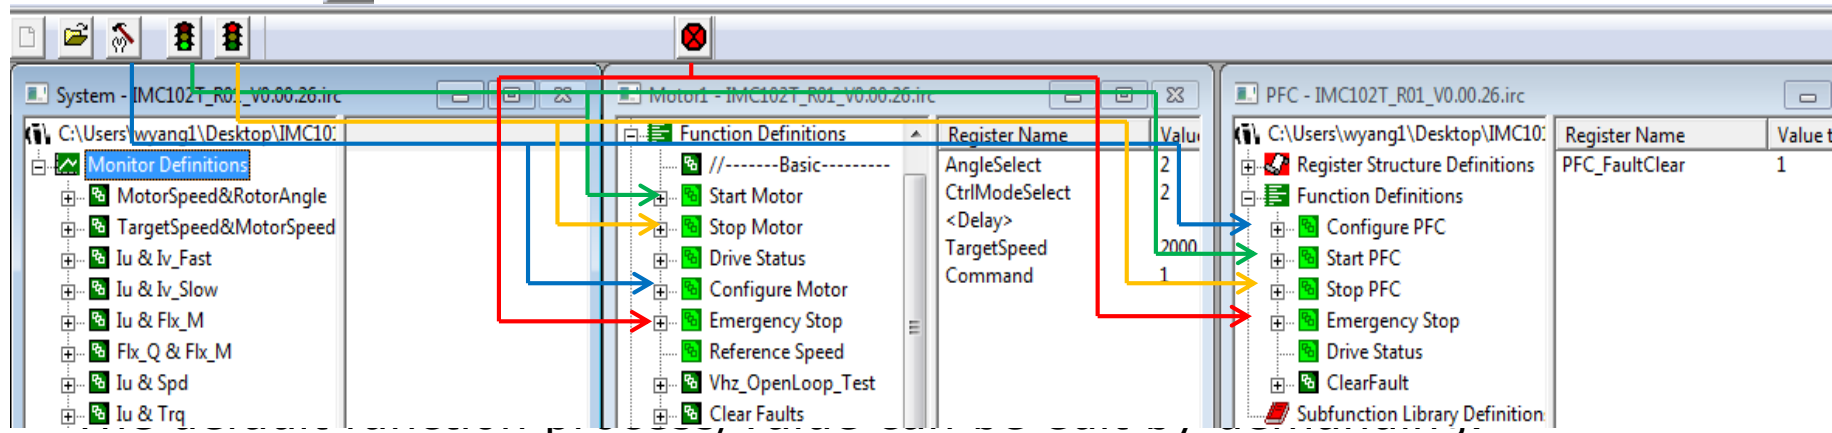 System - IMC102T_R01_V0.00.26.irc
C:\Users\wyang1\Desktop\IMC10
Monitor Definitions
MotorSpeed&RotorAngle
TargetSpeed&MotorSpeed
Iu & Iv_Fast
Iu & Iv_Slow
Iu & Flx_M
Flx_Q & Flx_M
Iu & Spd
Iu & Trq
Motor1 - IMC102T_R01_V0.00.26.irc
Function Definitions
//-------Basic---------
Start Motor
Stop Motor
Drive Status
Configure Motor
Emergency Stop
Reference Speed
Vhz_OpenLoop_Test
Clear Faults
Register Name Valu
AngleSelect 2
CtrlModeSelect 2
<Delay>
TargetSpeed 2000
Command 1
PFC - IMC102T_R01_V0.00.26.irc
C:\Users\wyang1\Desktop\IMC10
Register Structure Definitions
Function Definitions
Configure PFC
Start PFC
Stop PFC
Emergency Stop
Drive Status
ClearFault
Subfunction Library Definition
Register Name Value t
PFC_FaultClear 1